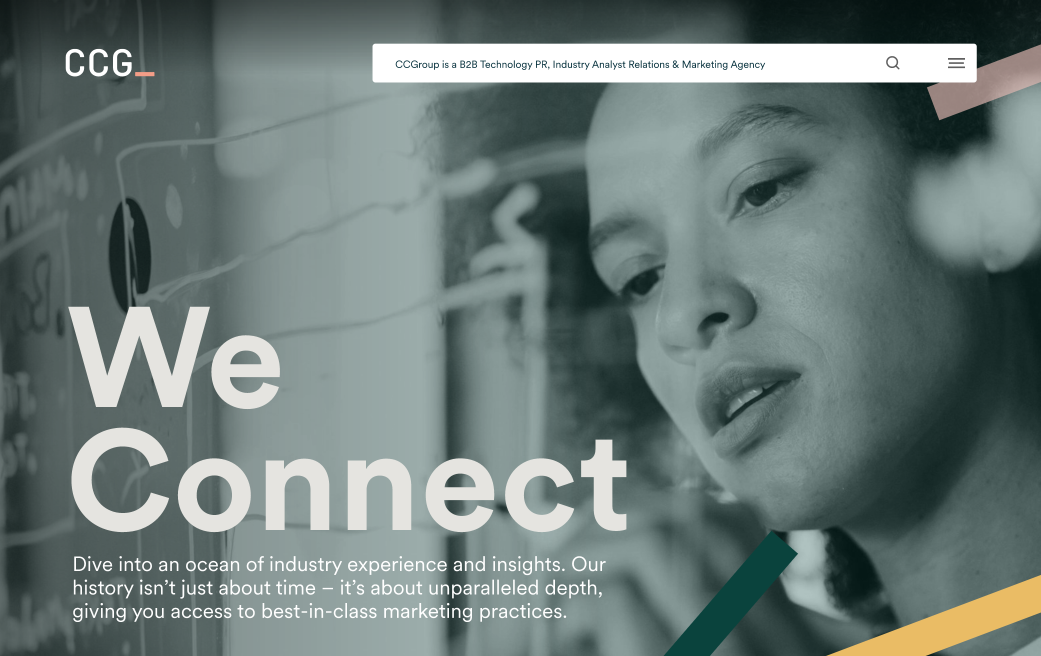 CCG_
CCGroup is a B2B Technology PR, Industry Analyst Relations & Marketing Agency
We
Connect
Dive into an ocean of industry experience and insights. Our
history isn’t just about time – it’s about unparalleled depth,
giving you access to best-in-class marketing practices.